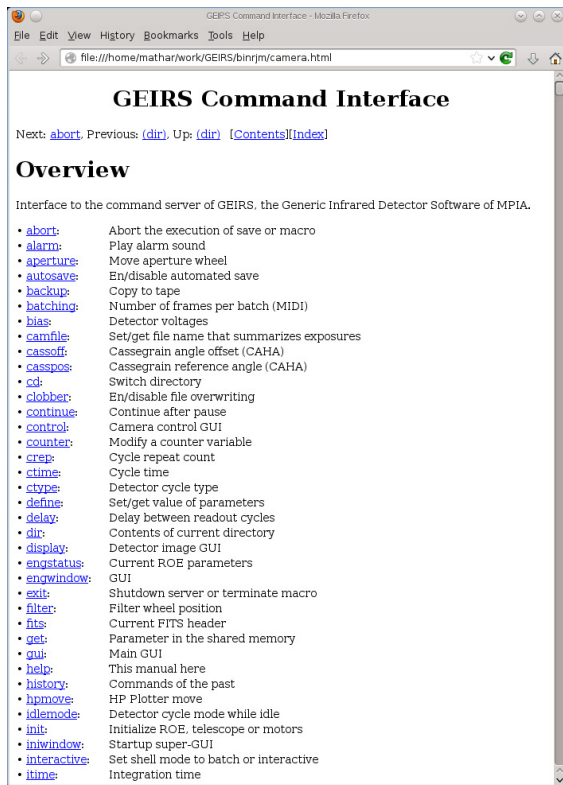 GEIRS Command Interface - Mozilla Firefox
File Edit View History Bookmarks Tools Help
file:///home/mathar/work/GEIRS/binrjm/camera.html
GEIRS Command Interface
Next: abort, Previous: (dir), Up: (dir) [Contents][Index]
Overview
Interface to the command server of GEIRS, the Generic Infrared Detector Software of MPIA.
• abort: Abort the execution of save or macro
• alarm: Play alarm sound
• aperture: Move aperture wheel
• autosave: En/disable automated save
• backup: Copy to tape
• batching: Number of frames per batch (MIDI)
• bias: Detector voltages
• camfile: Set/get file name that summarizes exposures
• cassoff: Cassegrain angle offset (CAHA)
• casspos: Cassegrain reference angle (CAHA)
• cd: Switch directory
• clobber: En/disable file overwriting
• continue: Continue after pause
• control: Camera control GUI
• counter: Modify a counter variable
• crep: Cycle repeat count
• ctime: Cycle time
• ctype: Detector cycle type
• define: Set/get value of parameters
• delay: Delay between readout cycles
• dir: Contents of current directory
• display: Detector image GUI
• engstatus: Current ROE parameters
• engwindow: GUI
• exit: Shutdown server or terminate macro
• filter: Filter wheel position
• fits: Current FITS header
• get: Parameter in the shared memory
• gui: Main GUI
• help: This manual here
• history: Commands of the past
• hpmove: HP Plotter move
• idlemode: Detector cycle mode while idle
• init: Initialize ROE, telescope or motors
• iniwindow: Startup super-GUI
• interactive: Set shell mode to batch or interactive
• itime: Integration time